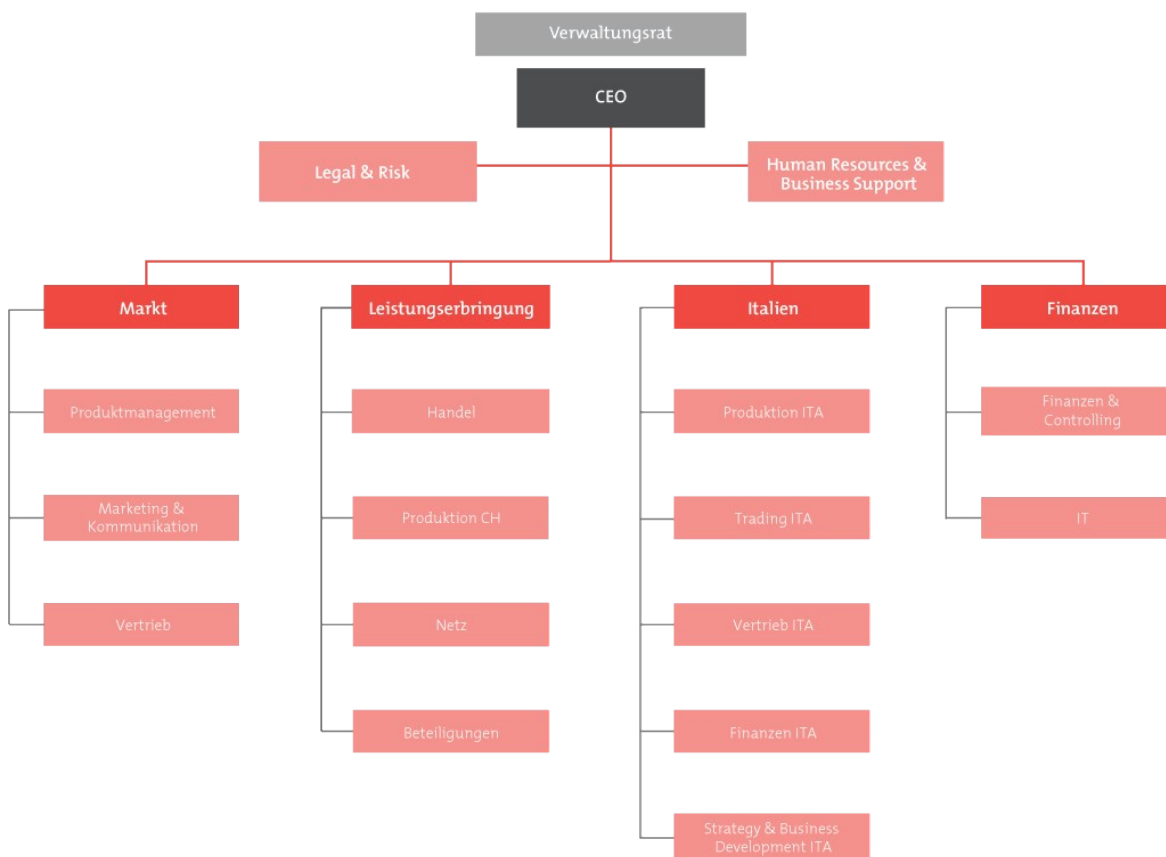 Verwaltungsrat
CEO
Legal & Risk
Human Resources &
Business Support
Markt
Leistungserbringung
Italien
Finanzen
Produktmanagement
Handel
Produktion ITA
Finanzen &
Controlling
Marketing &
Kommunikation
Produktion CH
Trading ITA
IT
Vertrieb
Netz
Vertrieb ITA
Beteiligungen
Finanzen ITA
Strategy & Business
Development ITA